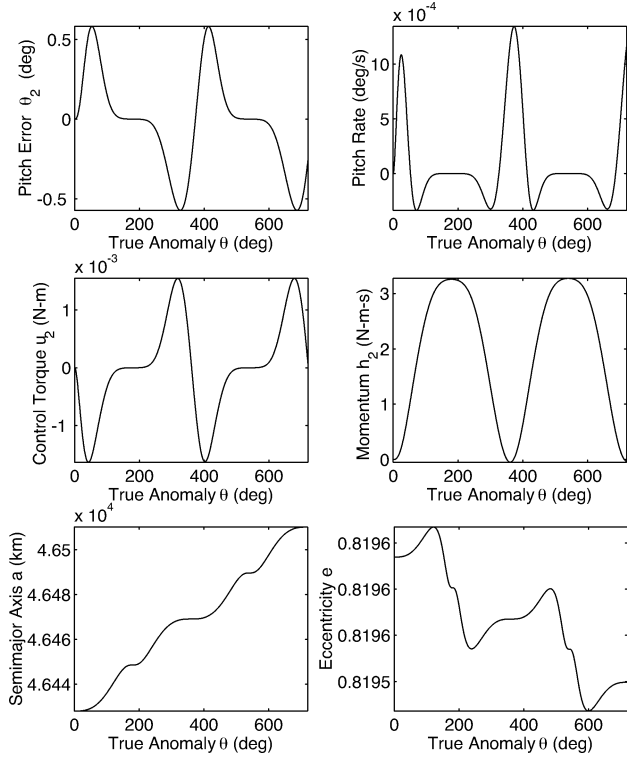 0.5
0
-0.5
0 200 400 600
Pitch Error θ2 (deg)
True Anomaly θ (deg)
x 10-4
10
5
0
0 200 400 600
Pitch Rate (deg/s)
True Anomaly θ (deg)
x 10-3
1
0
-1
0 200 400 600
Control Torque u2 (N-m)
True Anomaly θ (deg)
3
2
1
0
0 200 400 600
Momentum h2 (N-m-s)
True Anomaly θ (deg)
x 104
4.65
4.648
4.646
4.644
0 200 400 600
Semimajor Axis a (km)
True Anomaly θ (deg)
0.8196
0.8196
0.8196
0.8195
0 200 400 600
Eccentricity e
True Anomaly θ (deg)